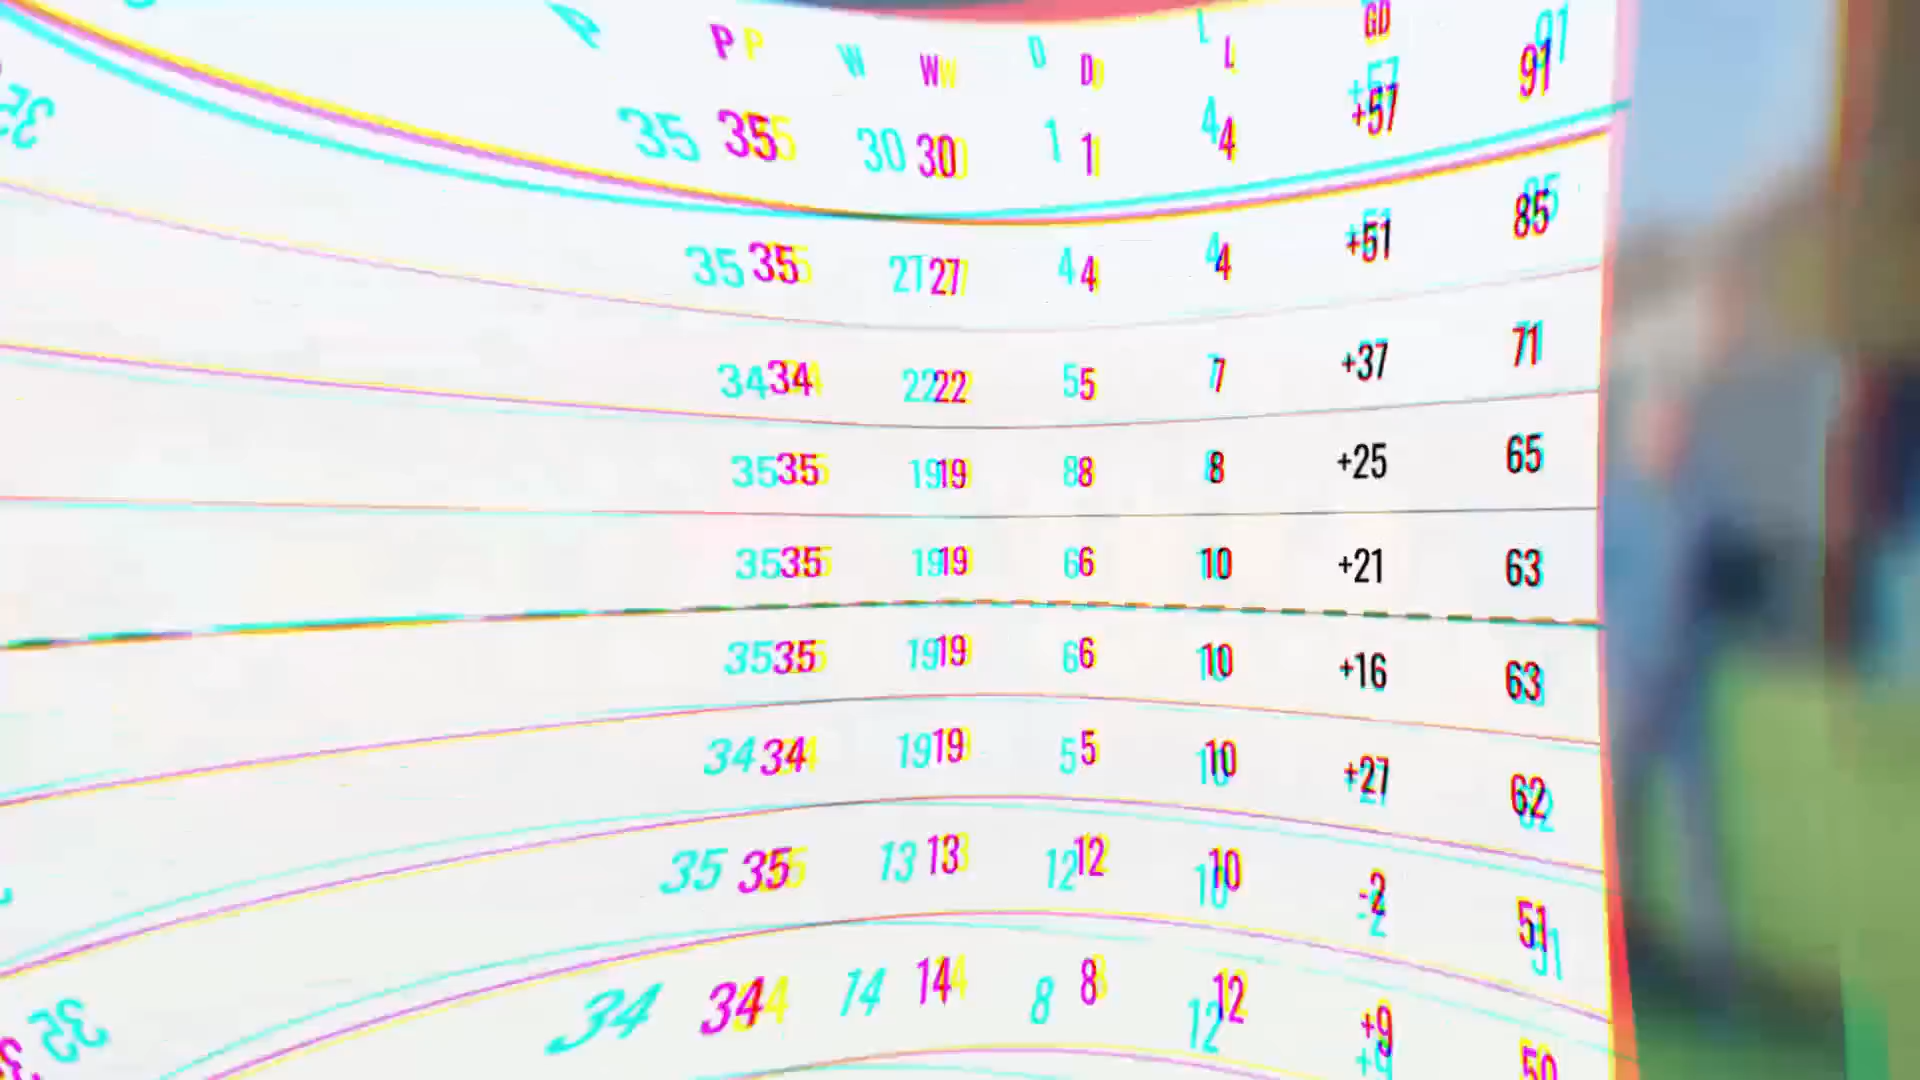 P W D L GD
35 30 1 4 +57 91
35 27 4 4 +51 85
34 22 5 7 +37 71
35 19 8 8 +25 65
35 19 6 10 +21 63
35 19 6 10 +16 63
34 19 5 10 +27 62
35 13 12 10 -2 51
34 14 8 12 +9 50